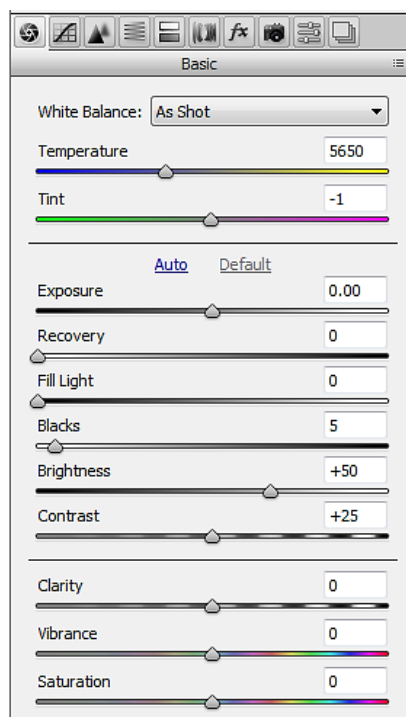 fx
Basic
White Balance: As Shot
Temperature 5650
Tint -1
Auto Default
Exposure 0.00
Recovery 0
Fill Light 0
Blacks 5
Brightness +50
Contrast +25
Clarity 0
Vibrance 0
Saturation 0